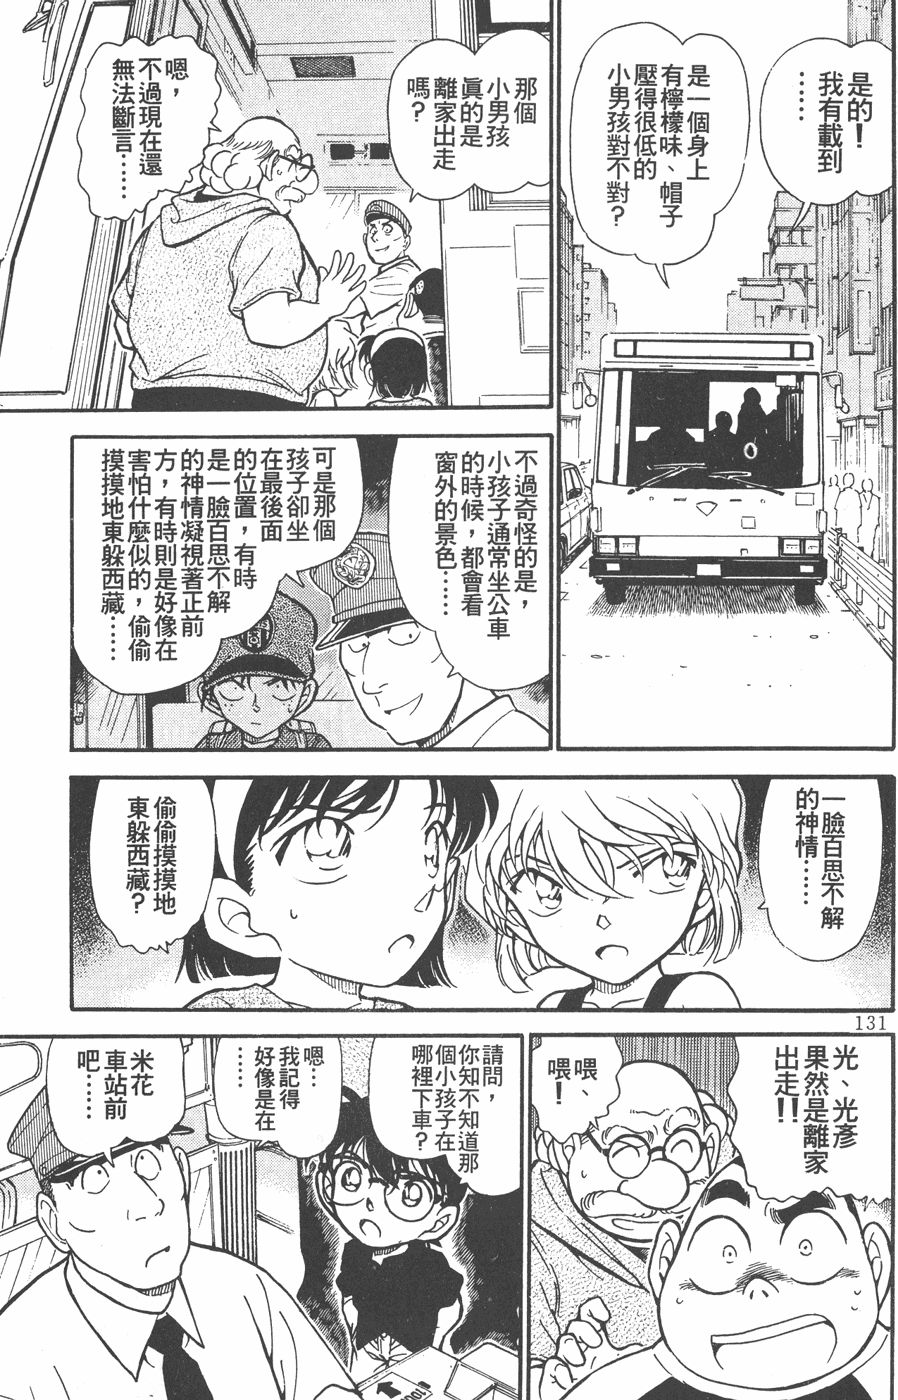 是的！
我有載到
……
是一個身上
有檸檬味、帽子
壓得很低的
小男孩對不對？
那個
小男孩
眞的是
離家出走
嗎？
嗯，
不過現在還
無法斷言……
不過奇怪的是，
小孩子通常坐公車
的時候，都會看
窗外的景色……
可是那個
孩子卻坐
在最後面
的位置，有時
是一臉百思不解
的神情凝視著正前
方，有時則是好像在
害怕什麼似的，偷偷
摸摸地東躲西藏……
一臉百思不解
的神情……
偷偷摸摸地
東躲西藏？
131
光、光彥
果然是離家
出走!!
喂、
喂！
請問，
你知不知道那
個小孩子在
哪裡下車？
嗯…
我記得
好像是在
米花
車站前
吧……